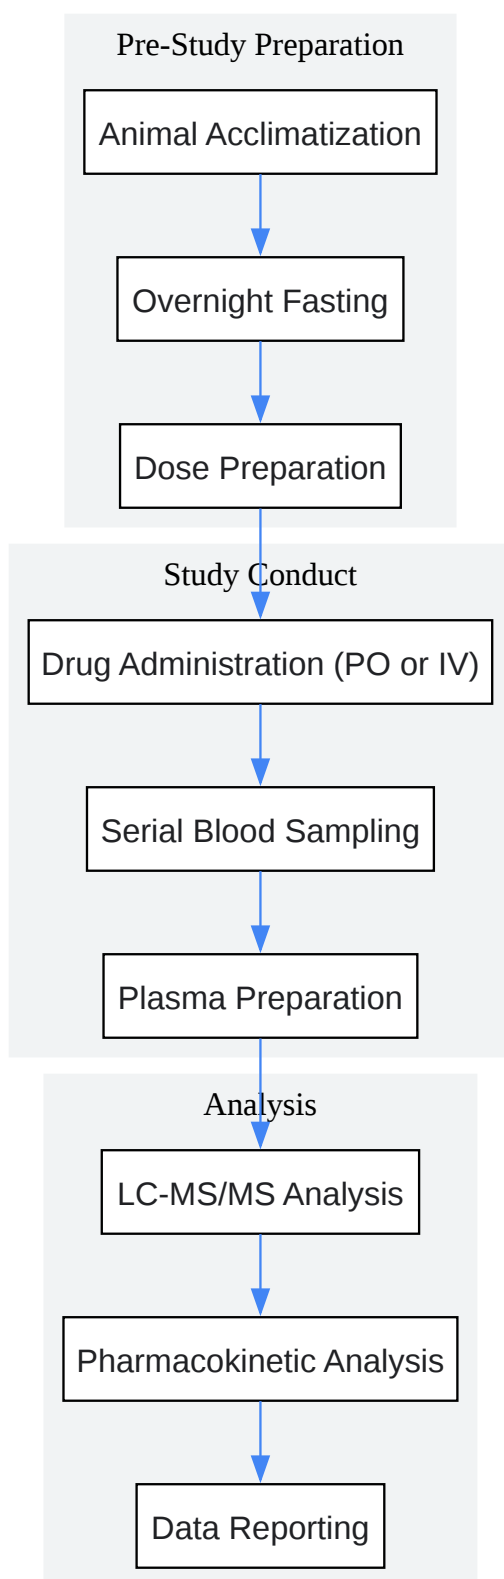 Pre-Study Preparation
Animal Acclimatization
Overnight Fasting
Dose Preparation
Study Conduct
Drug Administration (PO or IV)
Serial Blood Sampling
Plasma Preparation
Analysis
LC-MS/MS Analysis
Pharmacokinetic Analysis
Data Reporting